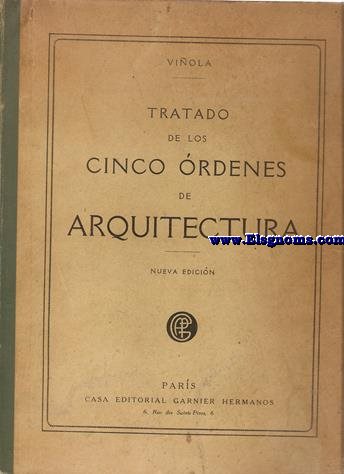 VIÑOLA
TRATADO
DE LOS
CINCO ÓRDENES
DE
ARQUITECTURA
www.Elsgnoms.com
NUEVA EDICIÓN
PARÍS
CASA EDITORIAL GARNIER HERMANOS
6, Rue des Saints-Pères, 6